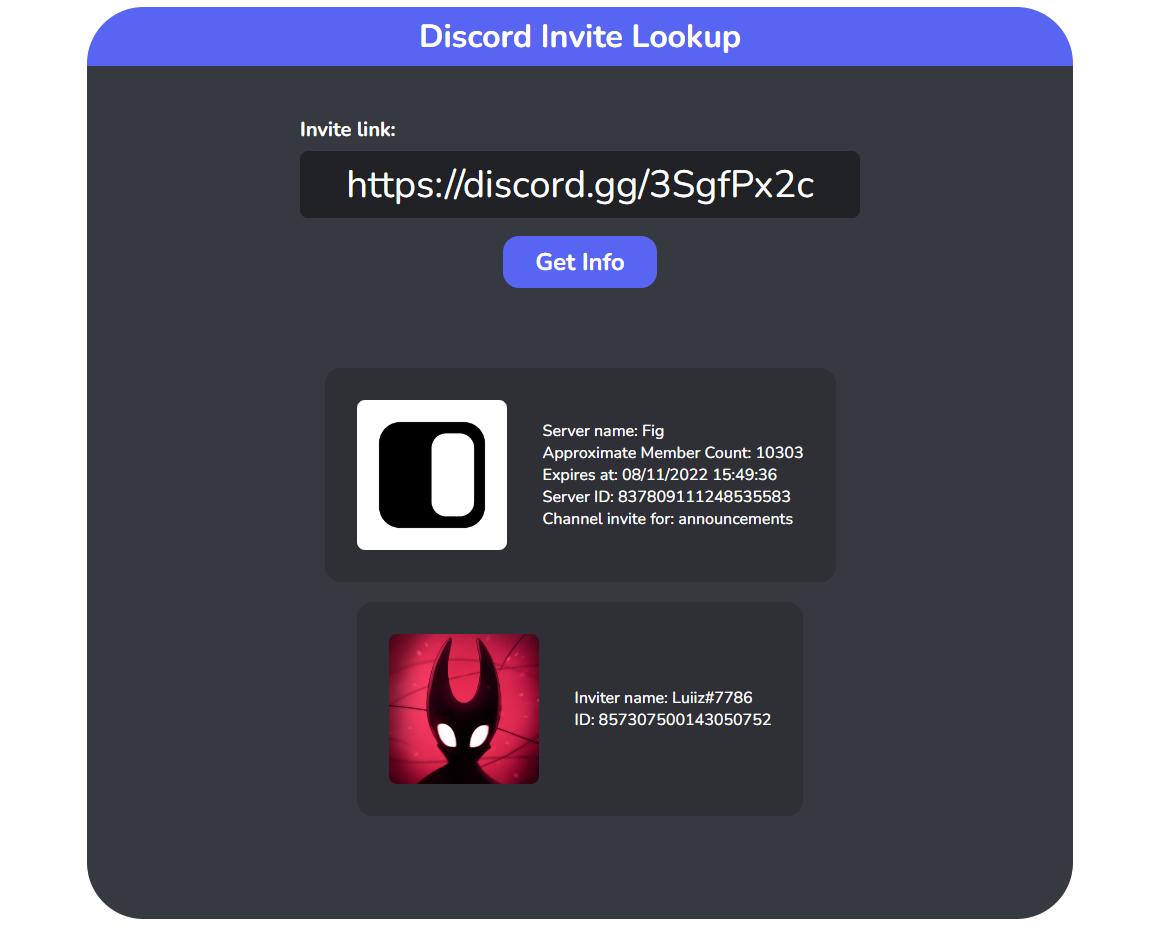 Discord Invite Lookup
Invite link:
https://discord.gg/3SgfPx2c
Get Info
Server name: Fig
Approximate Member Count: 10303
Expires at: 08/11/2022 15:49:36
Server ID: 837809111248535583
Channel invite for: announcements
Inviter name: Luiiz#7786
ID: 857307500143050752